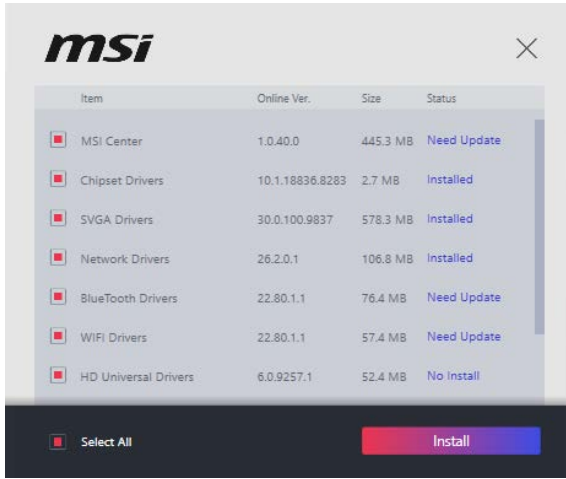 msi
Item Online Ver. Size Status
MSI Center 1.0.40.0 445.3 MB Need Update
Chipset Drivers 10.1.18836.8283 2.7 MB Installed
SVGA Drivers 30.0.100.9837 578.3 MB Installed
Network Drivers 26.2.0.1 106.8 MB Installed
BlueTooth Drivers 22.80.1.1 76.4 MB Need Update
WIFI Drivers 22.80.1.1 57.4 MB Need Update
HD Universal Drivers 6.0.9257.1 52.4 MB No Install
Select All Install